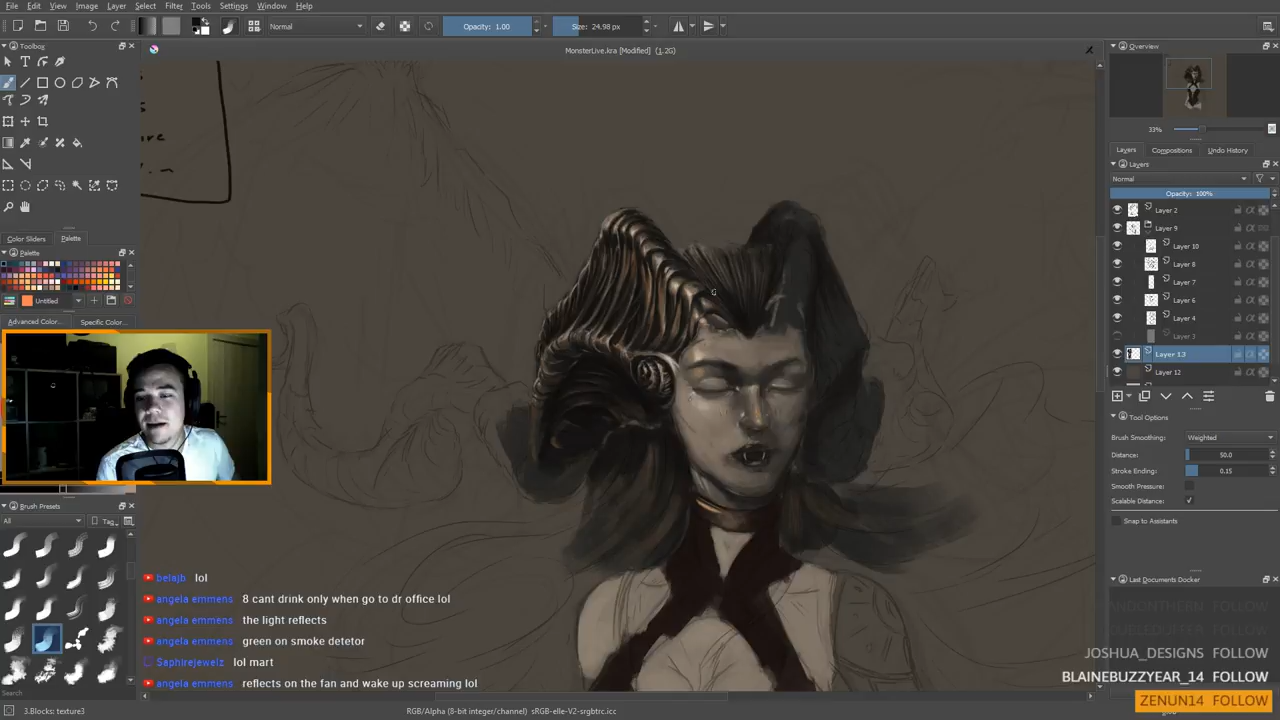 File Edit View Image Layer Select Filter Tools Settings Window Help
Normal
Opacity: 1.00
Size: 24.98 px
MonsterLive.kra [Modified] (1.2G)
Toolbox
Overview
33%
Layers Compositions Undo History
Layers
Normal
Opacity: 100%
Layer 2
Layer 9
Layer 10
Layer 8
Layer 7
Layer 6
Layer 4
Layer 3
Layer 13
Layer 12
Color Sliders Palette
Palette
Untitled
Advanced Color... Specific Color...
Tool Options
Brush Smoothing: Weighted
Distance: 50.0
Stroke Ending: 0.15
Smooth Pressure:
Scalable Distance:
Snap to Assistants
Brush Presets
All Tag
Search
belajb lol
angela emmens 8 cant drink only when go to dr office lol
angela emmens the light reflects
angela emmens green on smoke detetor
Saphirejewelz lol mart
angela emmens reflects on the fan and wake up screaming lol
Last Documents Docker
FOLLOW
FOLLOW
JOSHUA_DESIGNS FOLLOW
BLAINEBUZZYEAR_14 FOLLOW
ZENUN14 FOLLOW
3.Blocks: texture3
RGB/Alpha (8-bit integer/channel) sRGB-elle-V2-srgbtrc.icc